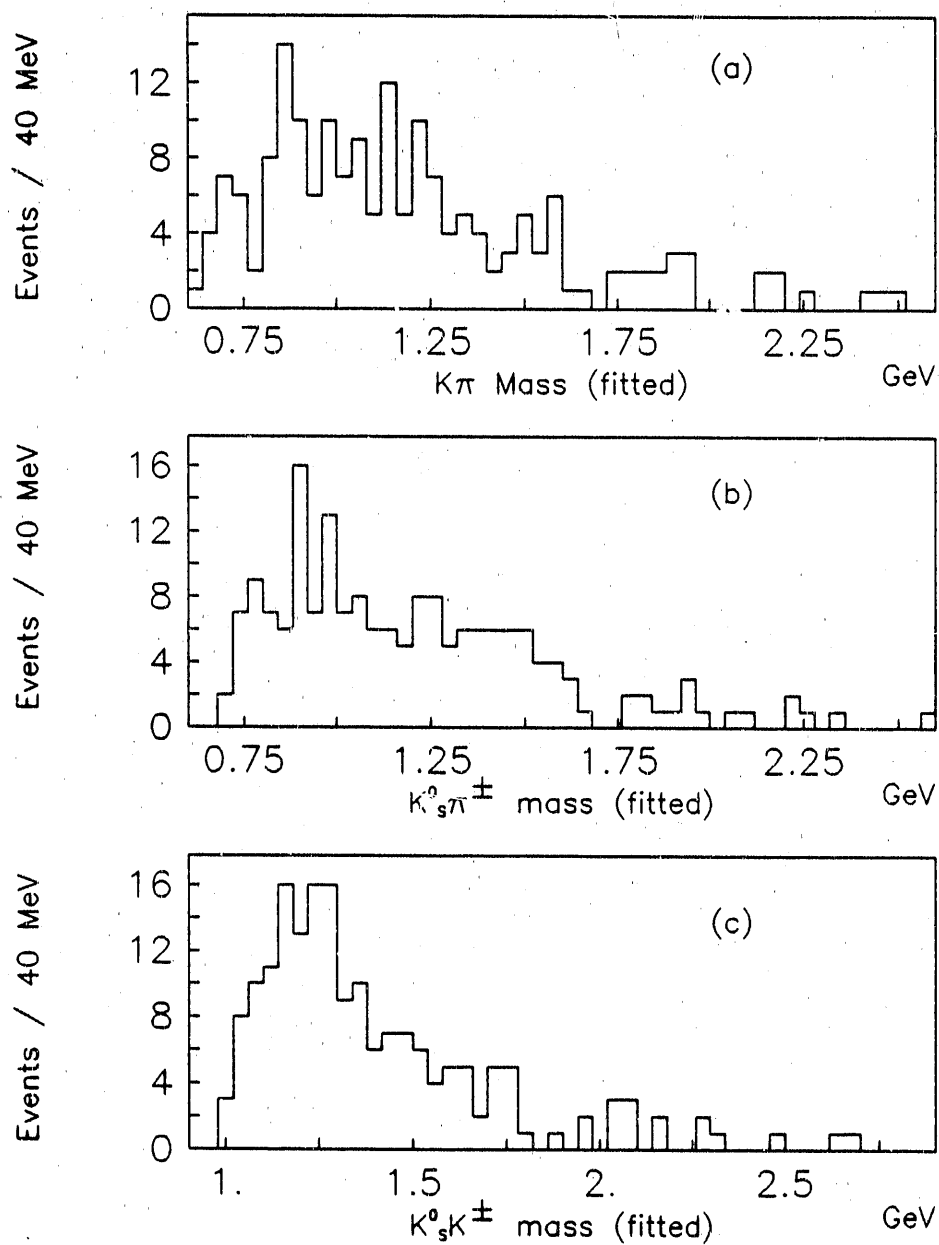 Events / 40 MeV
12
8
4
0
(a)
0.75 1.25 1.75 2.25
Kπ Mass (fitted) GeV
Events / 40 MeV
16
12
8
4
0
(b)
0.75 1.25 1.75 2.25
K⁰ₛπ± mass (fitted) GeV
Events / 40 MeV
16
12
8
4
0
(c)
1. 1.5 2. 2.5
K⁰ₛK± mass (fitted) GeV